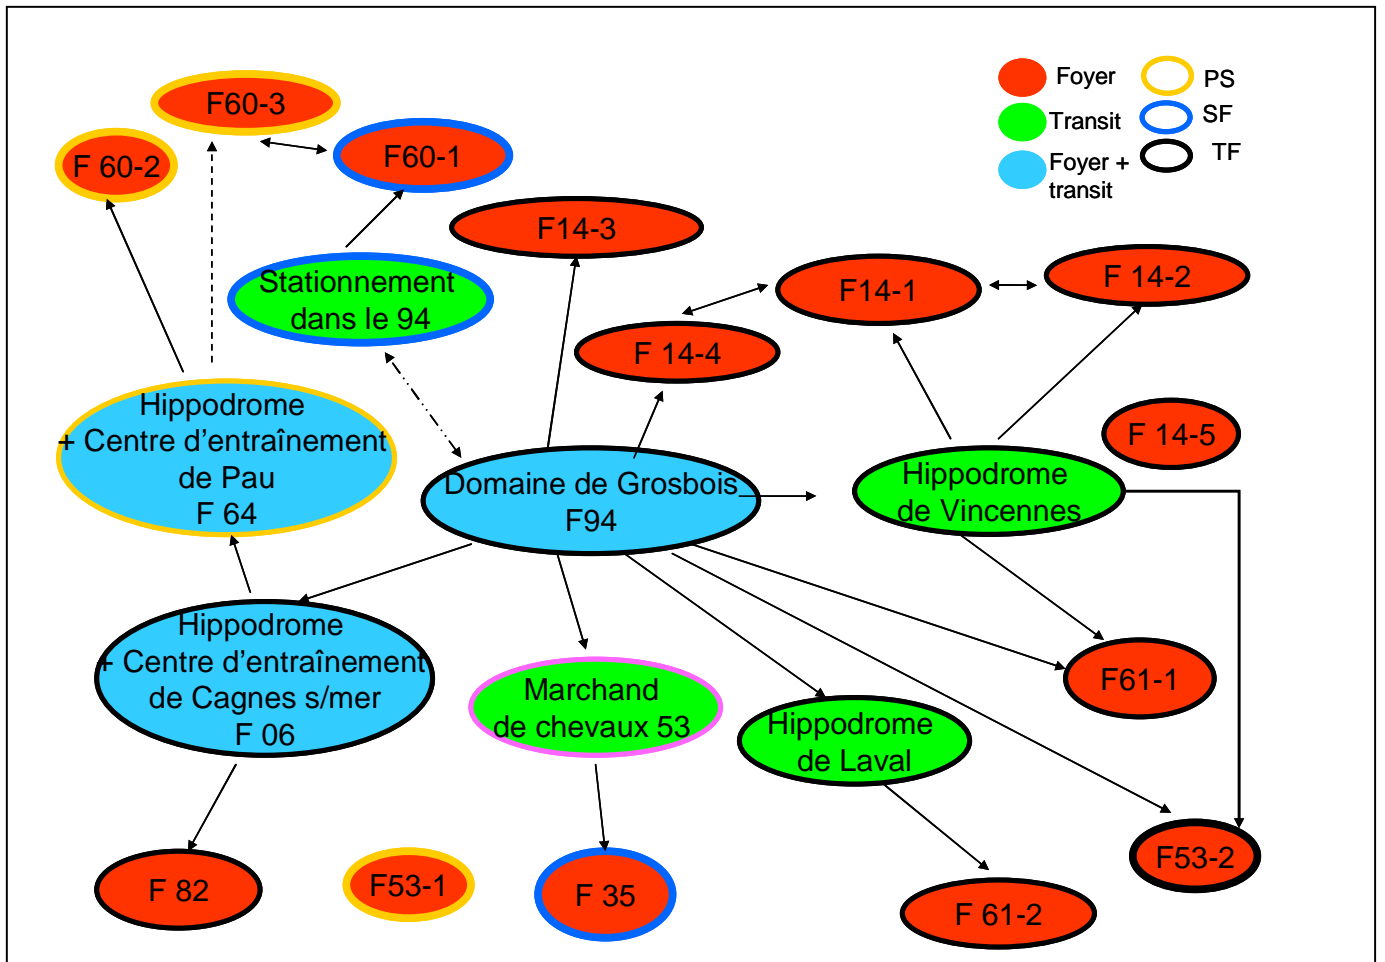 Foyer
PS
Transit
SF
Foyer +
transit
TF
F60-3
F 60-2
F60-1
F14-3
Stationnement
dans le 94
F14-1
F 14-2
F 14-4
Hippodrome
+ Centre d'entraînement
de Pau
F 64
F 14-5
Domaine de Grosbois
F94
Hippodrome
de Vincennes
Hippodrome
+ Centre d'entraînement
de Cagnes s/mer
F 06
Marchand
de chevaux 53
Hippodrome
de Laval
F61-1
F53-2
F 82
F53-1
F 35
F 61-2